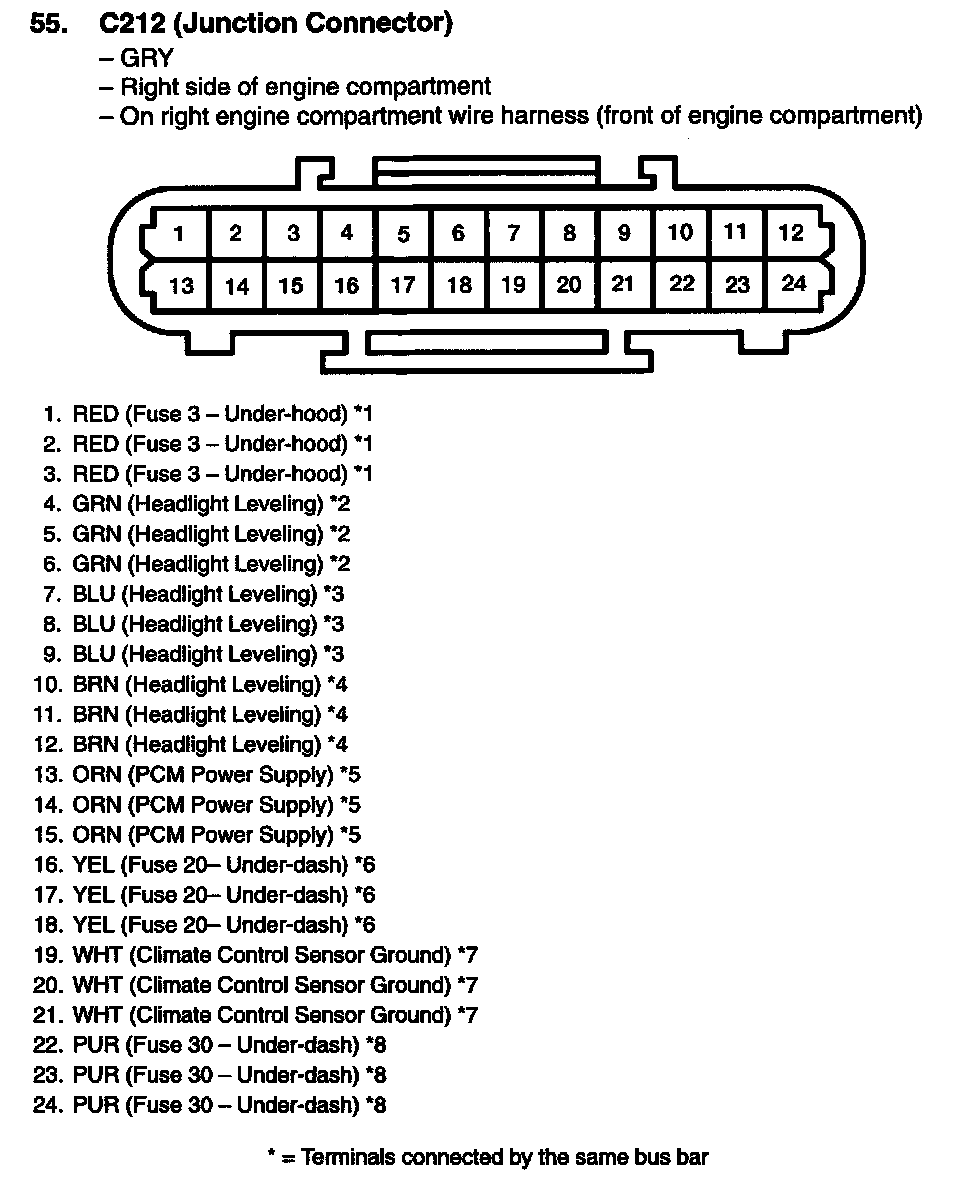 55. C212 (Junction Connector)
– GRY
– Right side of engine compartment
– On right engine compartment wire harness (front of engine compartment)
1 2 3 4 5 6 7 8 9 10 11 12
13 14 15 16 17 18 19 20 21 22 23 24
1. RED (Fuse 3 – Under-hood) *1
2. RED (Fuse 3 – Under-hood) *1
3. RED (Fuse 3 – Under-hood) *1
4. GRN (Headlight Leveling) *2
5. GRN (Headlight Leveling) *2
6. GRN (Headlight Leveling) *2
7. BLU (Headlight Leveling) *3
8. BLU (Headlight Leveling) *3
9. BLU (Headlight Leveling) *3
10. BRN (Headlight Leveling) *4
11. BRN (Headlight Leveling) *4
12. BRN (Headlight Leveling) *4
13. ORN (PCM Power Supply) *5
14. ORN (PCM Power Supply) *5
15. ORN (PCM Power Supply) *5
16. YEL (Fuse 20– Under-dash) *6
17. YEL (Fuse 20– Under-dash) *6
18. YEL (Fuse 20– Under-dash) *6
19. WHT (Climate Control Sensor Ground) *7
20. WHT (Climate Control Sensor Ground) *7
21. WHT (Climate Control Sensor Ground) *7
22. PUR (Fuse 30 – Under-dash) *8
23. PUR (Fuse 30 – Under-dash) *8
24. PUR (Fuse 30 – Under-dash) *8
* = Terminals connected by the same bus bar